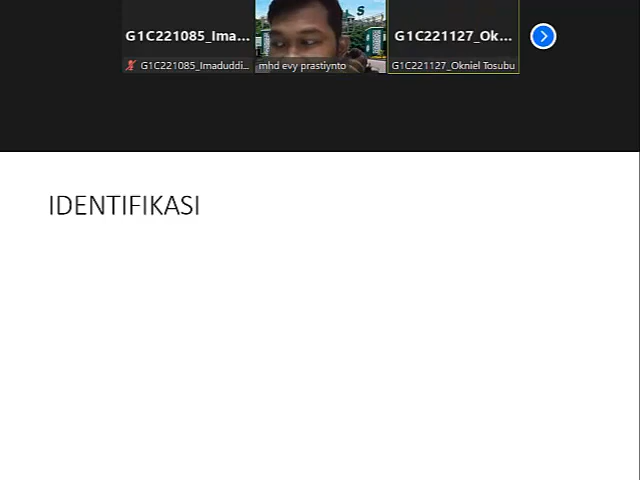 G1C221085_Ima...
G1C221127_Ok...
G1C221085_Imaduddi...
mhd evy prastiynto
G1C221127_Okniel Tosubu
IDENTIFIKASI